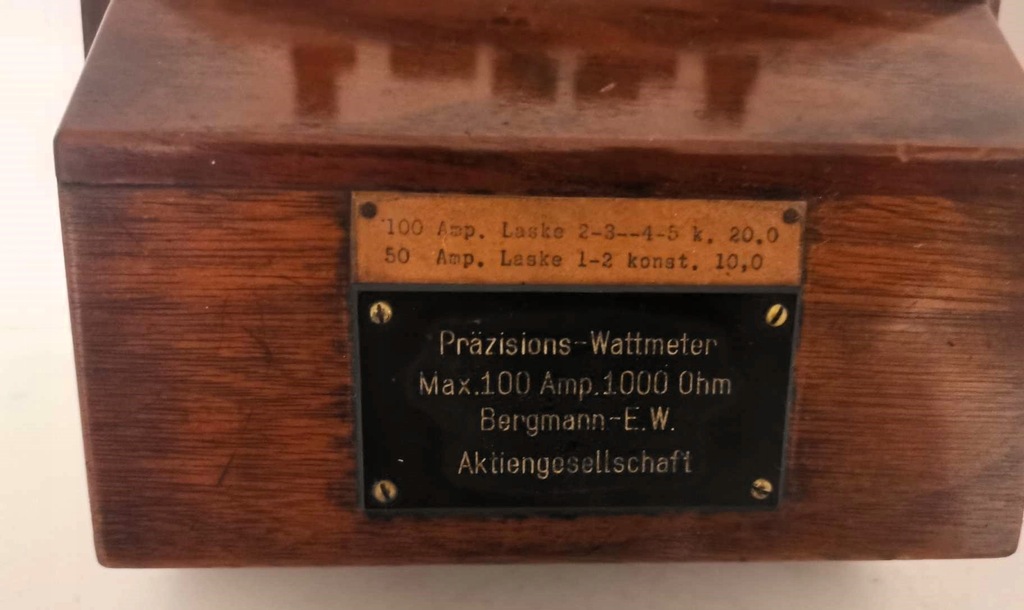 100 Amp. Laske 2-3--4-5 k. 20.0
50 Amp. Laske 1-2 konst. 10,0
Präzisions-Wattmeter
Max.100 Amp.1000 Ohm
Bergmann-E.W.
Aktiengesellschaft